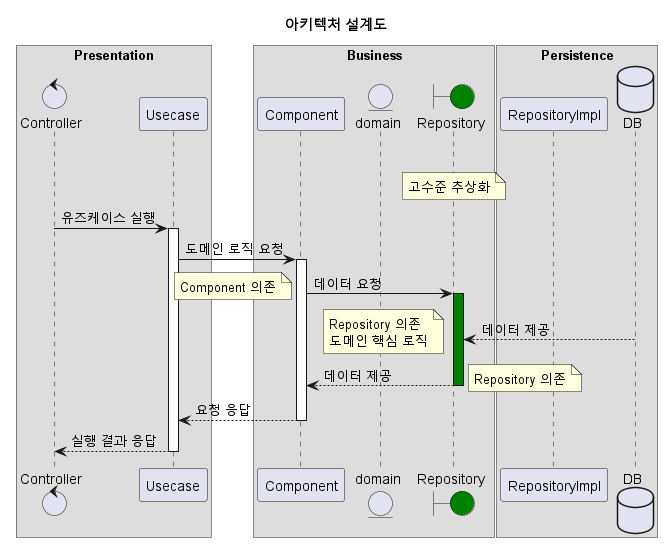 아키텍처 설계도
Presentation
Business
Persistence
Controller
Usecase
Component
domain
Repository
RepositoryImpl
DB
고수준 추상화
유즈케이스 실행
도메인 로직 요청
Component 의존
데이터 요청
Repository 의존
도메인 핵심 로직
데이터 제공
데이터 제공
Repository 의존
요청 응답
실행 결과 응답
Controller
Usecase
Component
domain
Repository
RepositoryImpl
DB